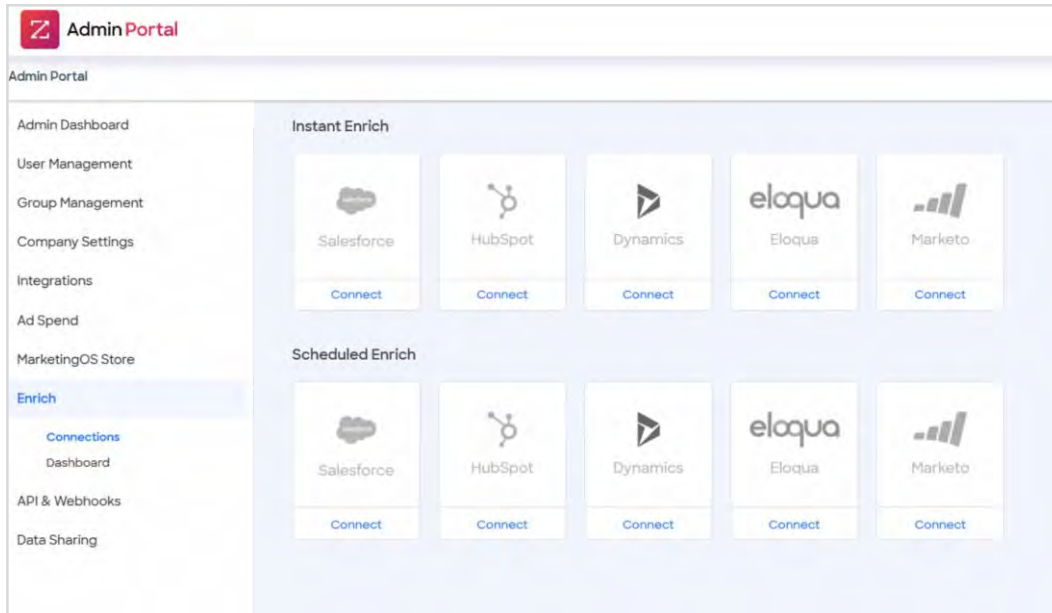 Admin Portal
Admin Portal
Admin Dashboard
User Management
Group Management
Company Settings
Integrations
Ad Spend
MarketingOS Store
Enrich
Connections
Dashboard
API & Webhooks
Data Sharing
Instant Enrich
salesforce
Salesforce
Connect
HubSpot
Connect
Dynamics
Connect
eloqua
Eloqua
Connect
Marketo
Connect
Scheduled Enrich
salesforce
Salesforce
Connect
HubSpot
Connect
Dynamics
Connect
eloqua
Eloqua
Connect
Marketo
Connect